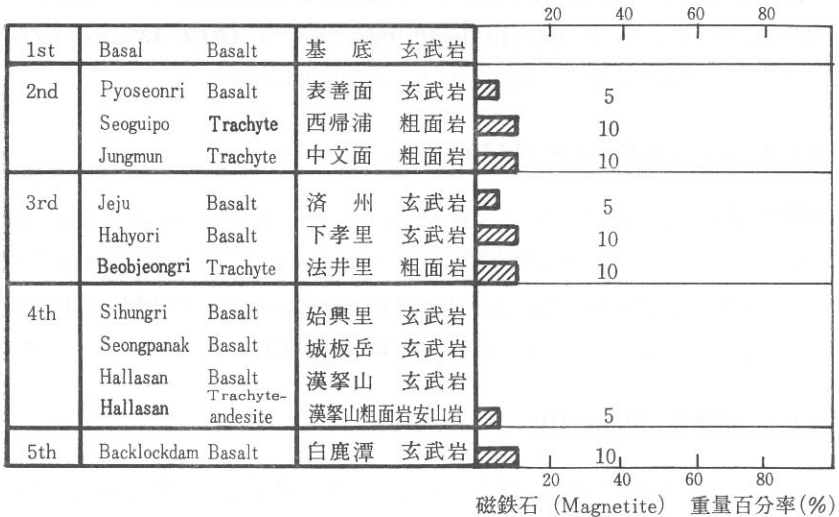 20 40 60 80
1st Basal Basalt 基底 玄武岩
2nd Pyoseonri Basalt 表善面 玄武岩 5
Seoguipo Trachyte 西帰浦 粗面岩 10
Jungmun Trachyte 中文面 粗面岩 10
3rd Jeju Basalt 済州 玄武岩 5
Hahyori Basalt 下孝里 玄武岩 10
Beobjeongri Trachyte 法井里 粗面岩 10
4th Sihungri Basalt 始興里 玄武岩
Seongpanak Basalt 城板岳 玄武岩
Hallasan Basalt 漢拏山 玄武岩
Hallasan Trachyte-andesite 漢拏山粗面岩安山岩 5
5th Backlockdam Basalt 白鹿潭 玄武岩 10
20 40 60 80
磁鉄石 (Magnetite) 重量百分率(%)